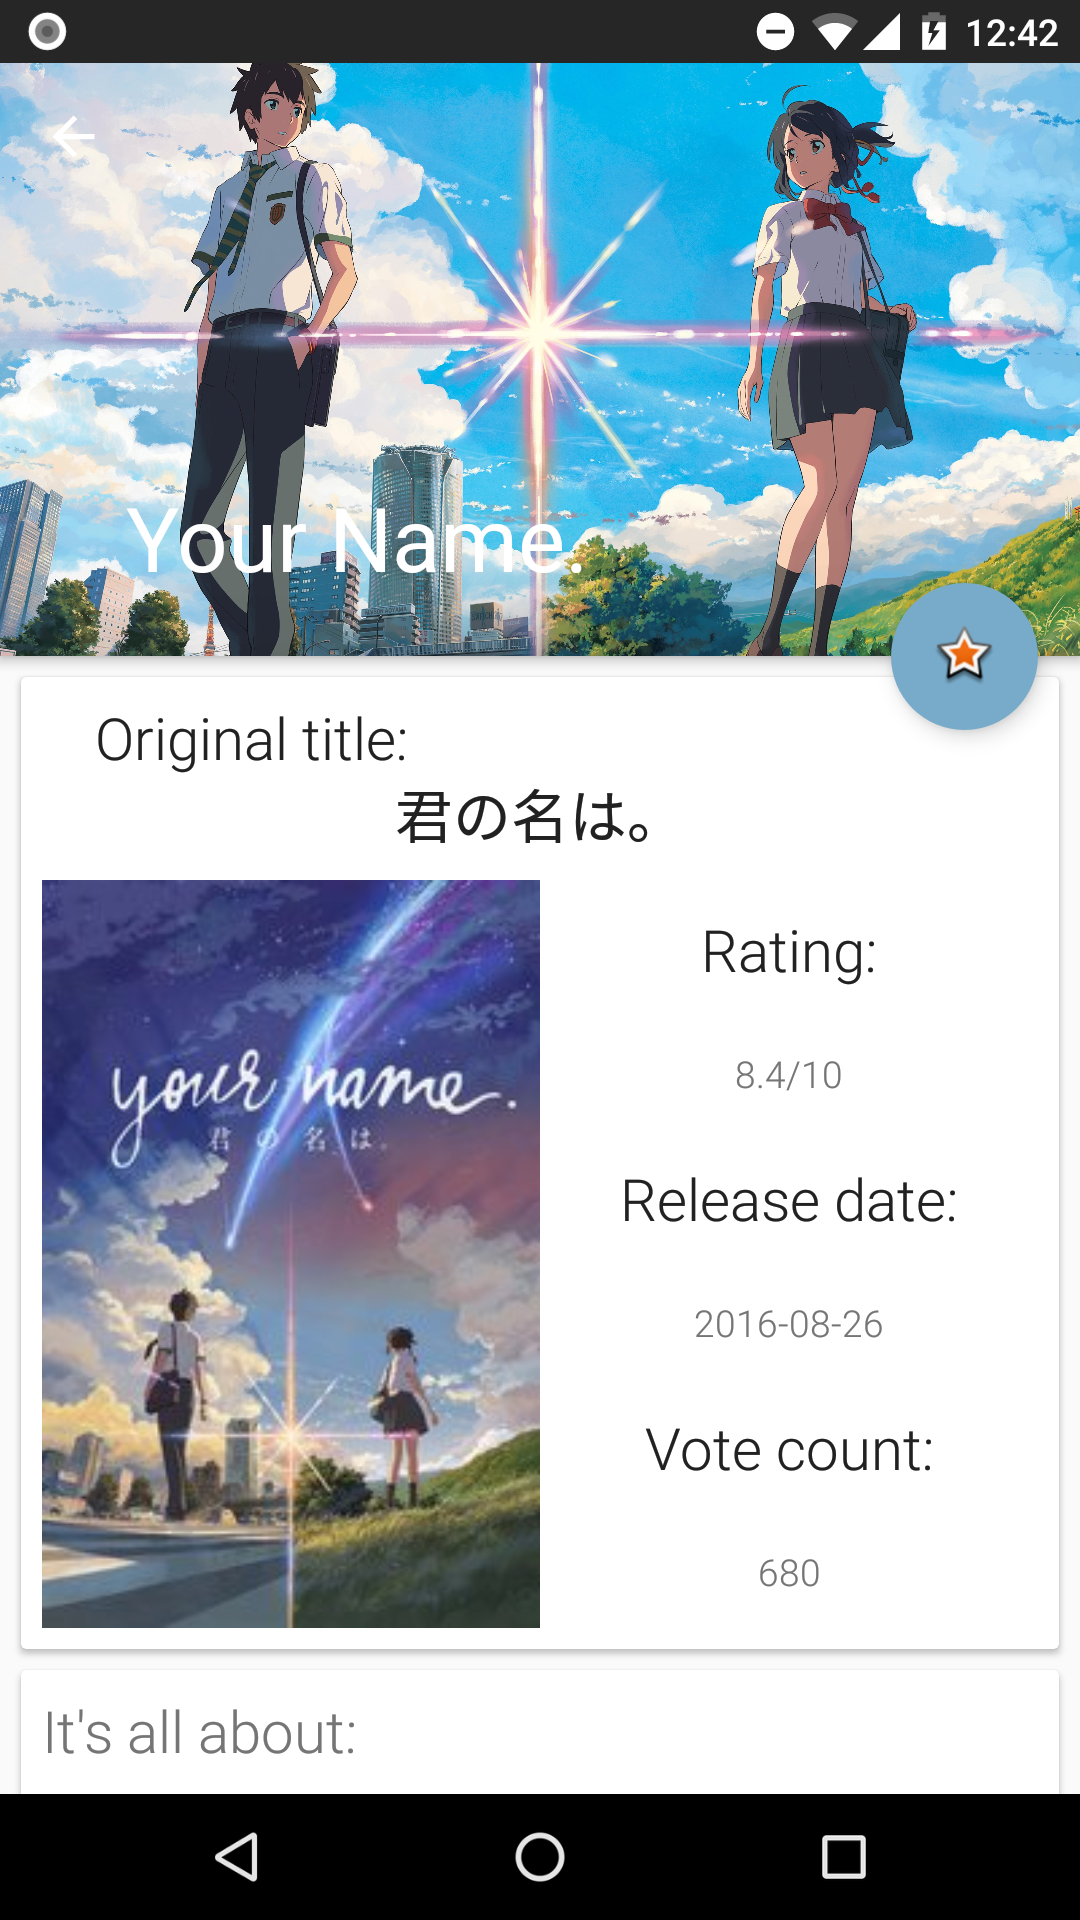 12:42
Your Name.
Original title:
君の名は。
your name.
君の名は。
Rating:
8.4/10
Release date:
2016-08-26
Vote count:
680
It's all about: